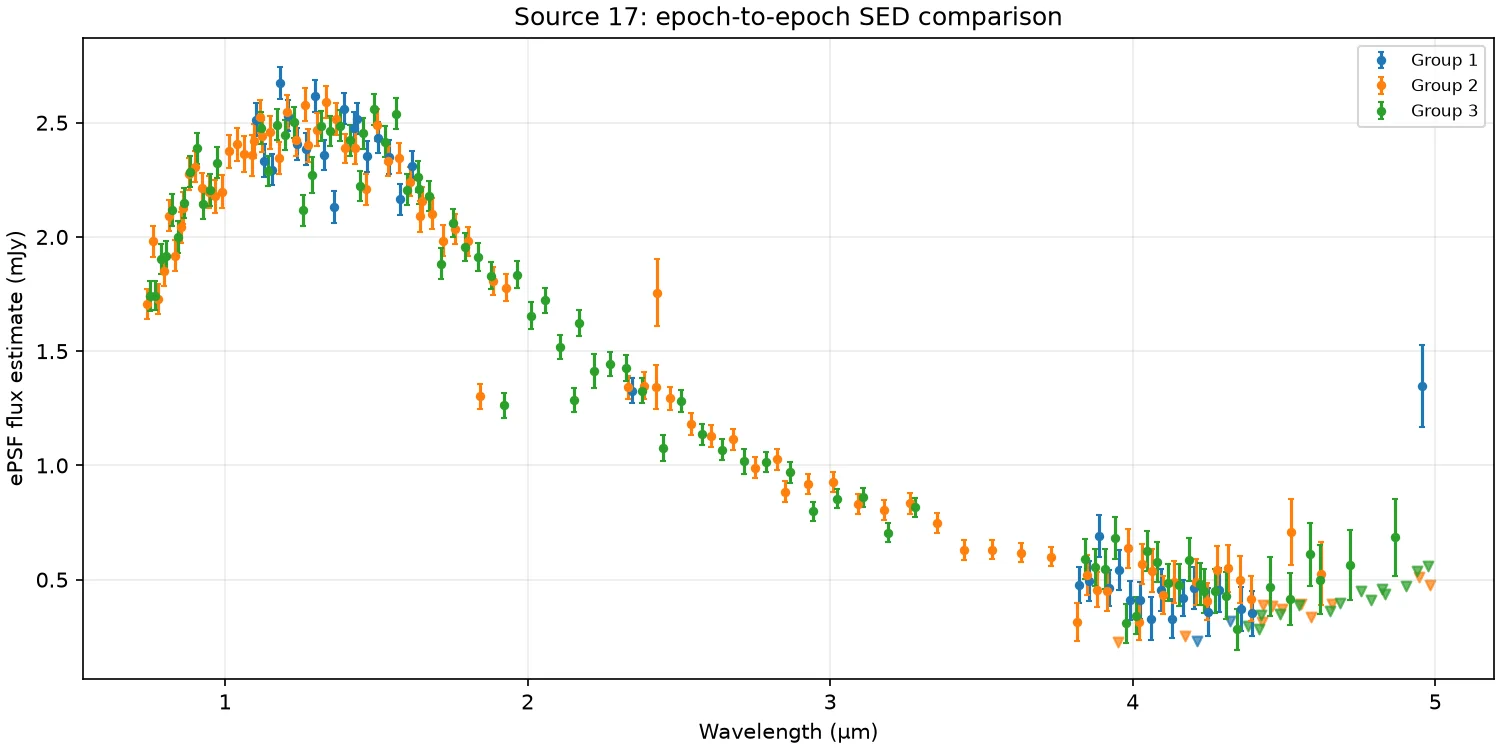 Source 17: epoch-to-epoch SED comparison
Group 1
Group 2
Group 3
ePSF flux estimate (mJy)
2.5
2.0
1.5
1.0
0.5
1 2 3 4 5
Wavelength (μm)